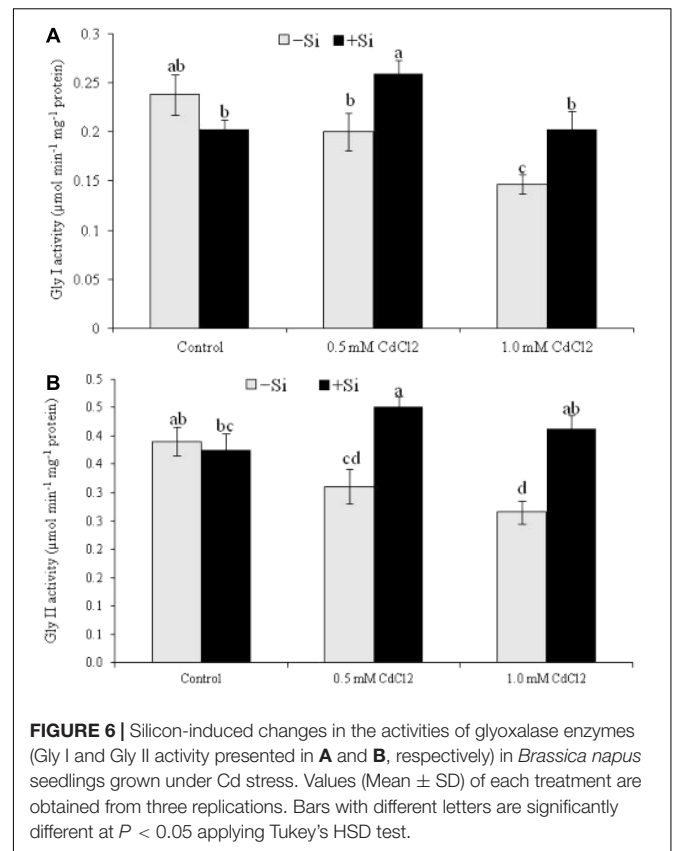 A
−Si +Si
Gly I activity (µmol min-1 mg-1 protein)
0.3
0.25
0.2
0.15
0.1
0.05
0
ab
b
b
a
c
b
Control
0.5 mM CdCl2
1.0 mM CdCl2
B
−Si +Si
Gly II activity (µmol min-1 mg-1 protein)
0.5
0.5
0.4
0.4
0.3
0.3
0.2
0.2
0.1
0.1
0.0
ab
bc
cd
a
d
ab
Control
0.5 mM CdCl2
1.0 mM CdCl2
FIGURE 6 | Silicon-induced changes in the activities of glyoxalase enzymes
(Gly I and Gly II activity presented in A and B, respectively) in Brassica napus
seedlings grown under Cd stress. Values (Mean ± SD) of each treatment are
obtained from three replications. Bars with different letters are significantly
different at P < 0.05 applying Tukey’s HSD test.